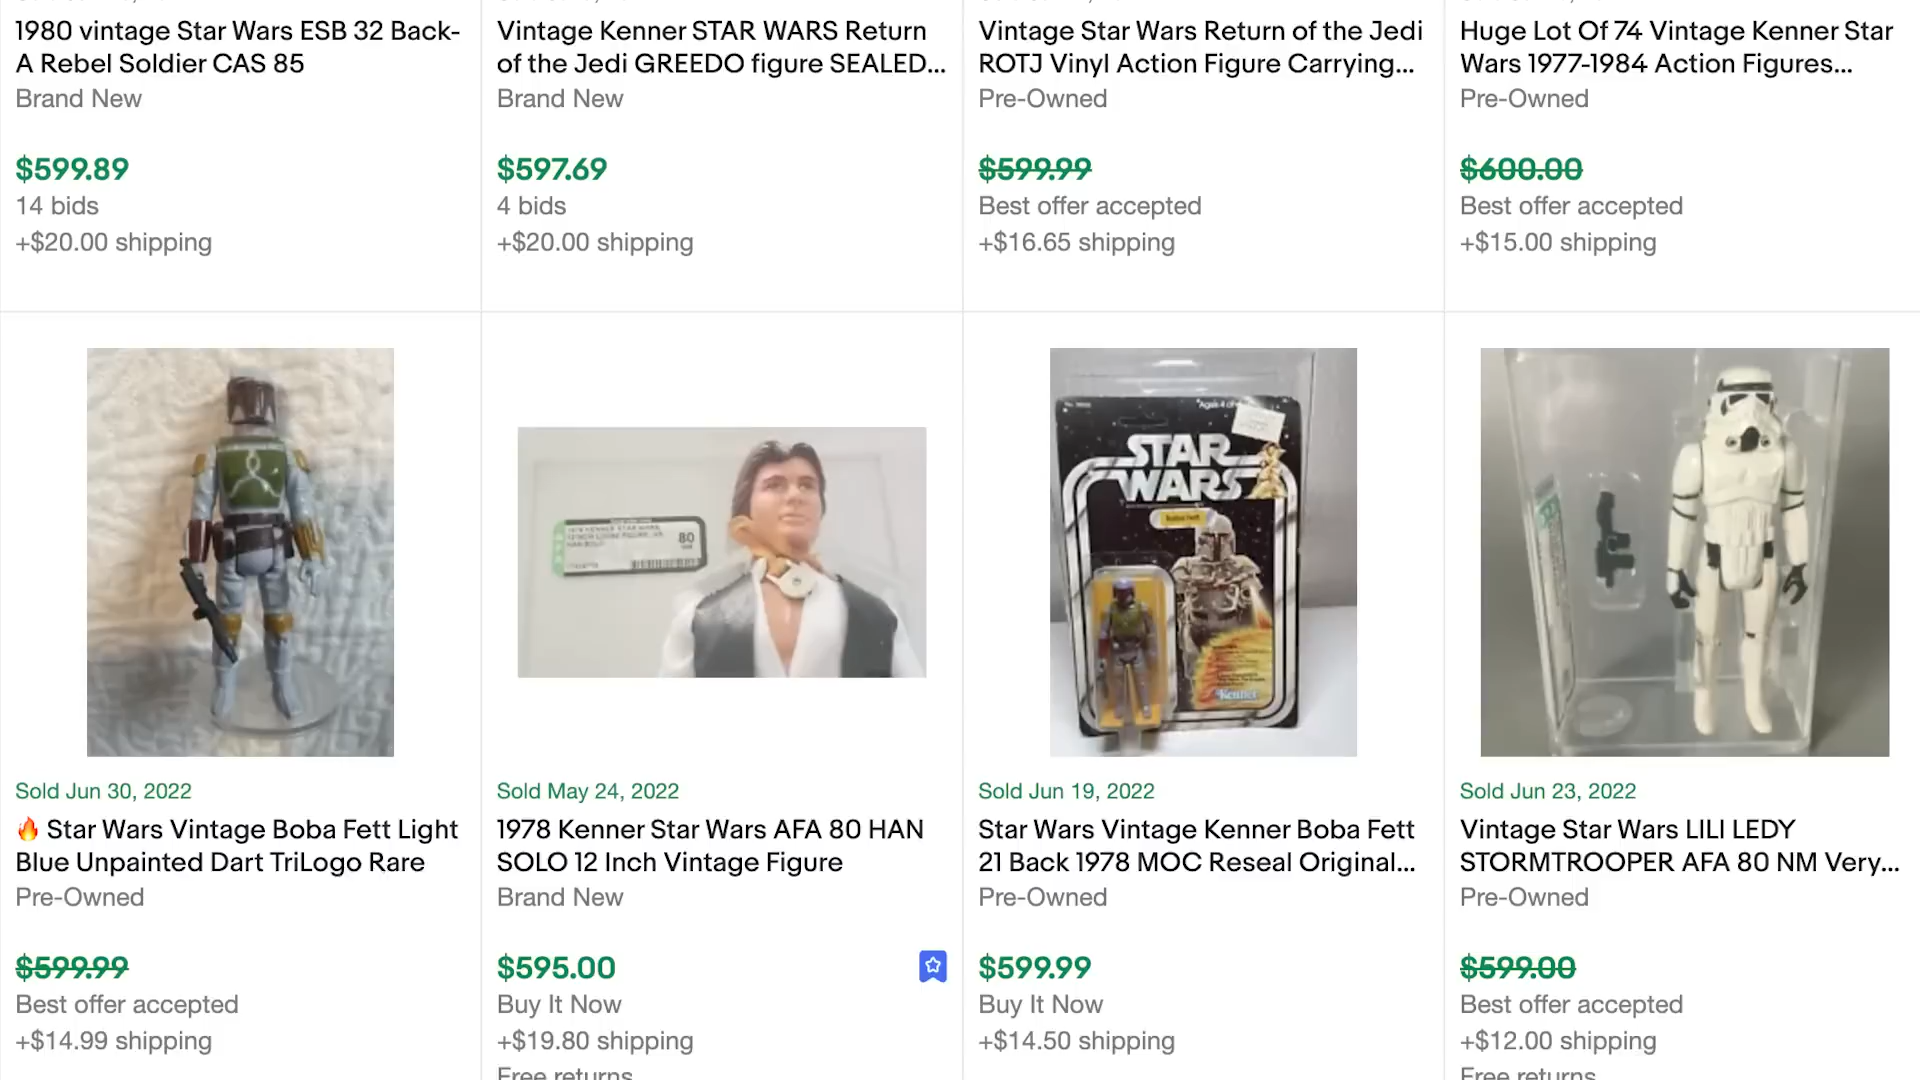 1980 vintage Star Wars ESB 32 Back-
A Rebel Soldier CAS 85
Brand New
$599.89
14 bids
+$20.00 shipping
Vintage Kenner STAR WARS Return
of the Jedi GREEDO figure SEALED...
Brand New
$597.69
4 bids
+$20.00 shipping
Vintage Star Wars Return of the Jedi
ROTJ Vinyl Action Figure Carrying...
Pre-Owned
$599.99
Best offer accepted
+$16.65 shipping
Huge Lot Of 74 Vintage Kenner Star
Wars 1977-1984 Action Figures...
Pre-Owned
$600.00
Best offer accepted
+$15.00 shipping
Sold Jun 30, 2022
🔥 Star Wars Vintage Boba Fett Light
Blue Unpainted Dart TriLogo Rare
Pre-Owned
$599.99
Best offer accepted
+$14.99 shipping
80
Sold May 24, 2022
1978 Kenner Star Wars AFA 80 HAN
SOLO 12 Inch Vintage Figure
Brand New
$595.00
Buy It Now
+$19.80 shipping
Free returns
STAR
WARS
Boba Fett
Kenner
Sold Jun 19, 2022
Star Wars Vintage Kenner Boba Fett
21 Back 1978 MOC Reseal Original...
Pre-Owned
$599.99
Buy It Now
+$14.50 shipping
Sold Jun 23, 2022
Vintage Star Wars LILI LEDY
STORMTROOPER AFA 80 NM Very...
Pre-Owned
$599.00
Best offer accepted
+$12.00 shipping
Free returns